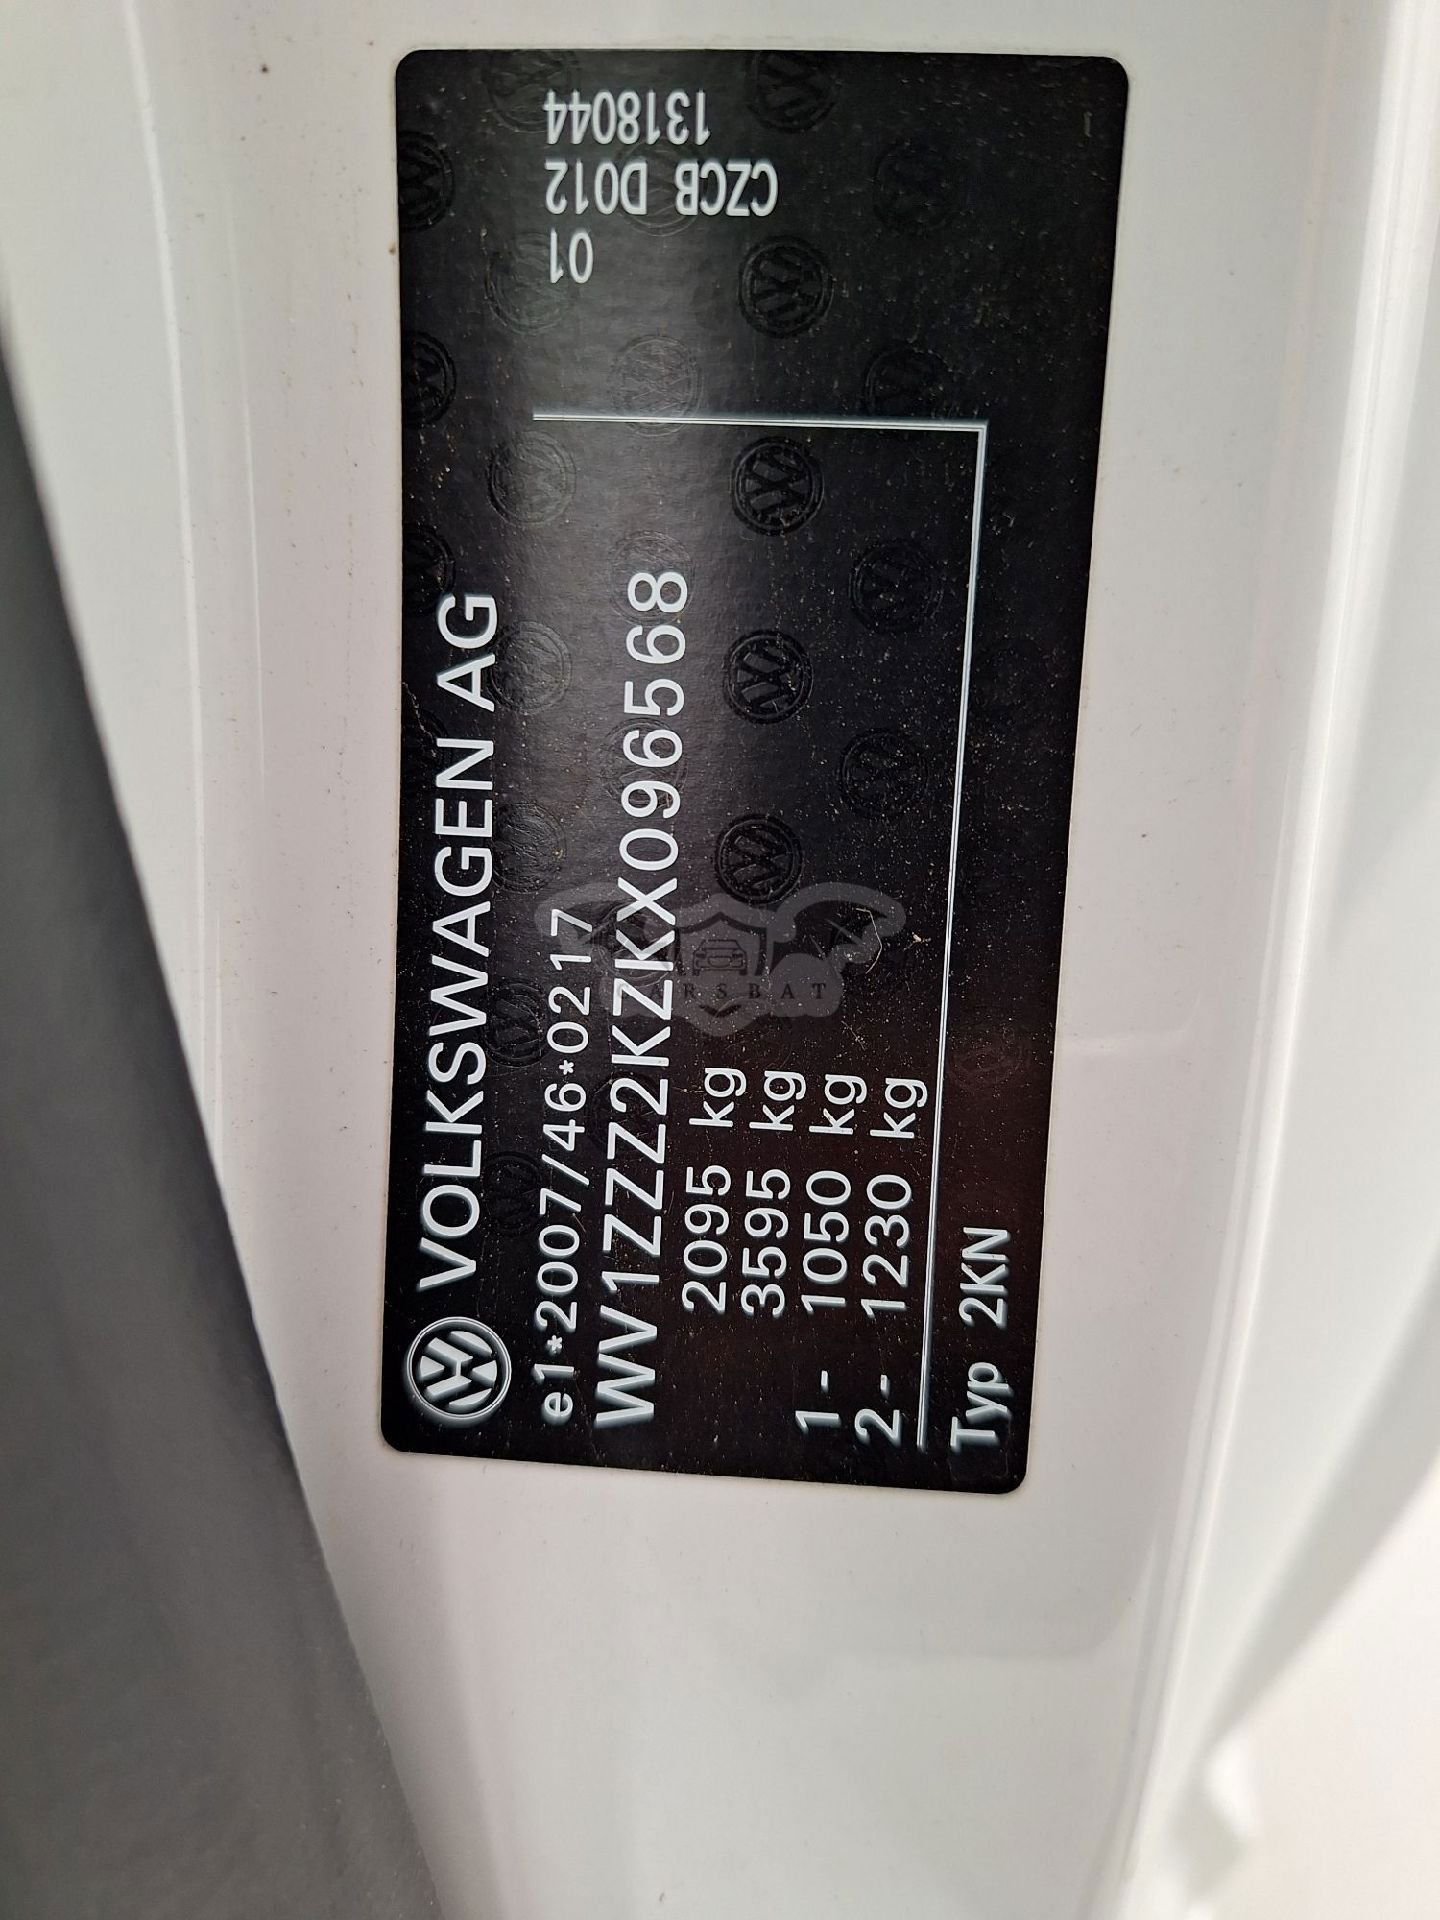 VOLKSWAGEN AG
e1*2007/46*0217
WV1ZZZ2KZKX096568
2095 kg
3595 kg
1- 1050 kg
2- 1230 kg
Typ 2KN
1318044
CZCB D012
01
CARSBAT